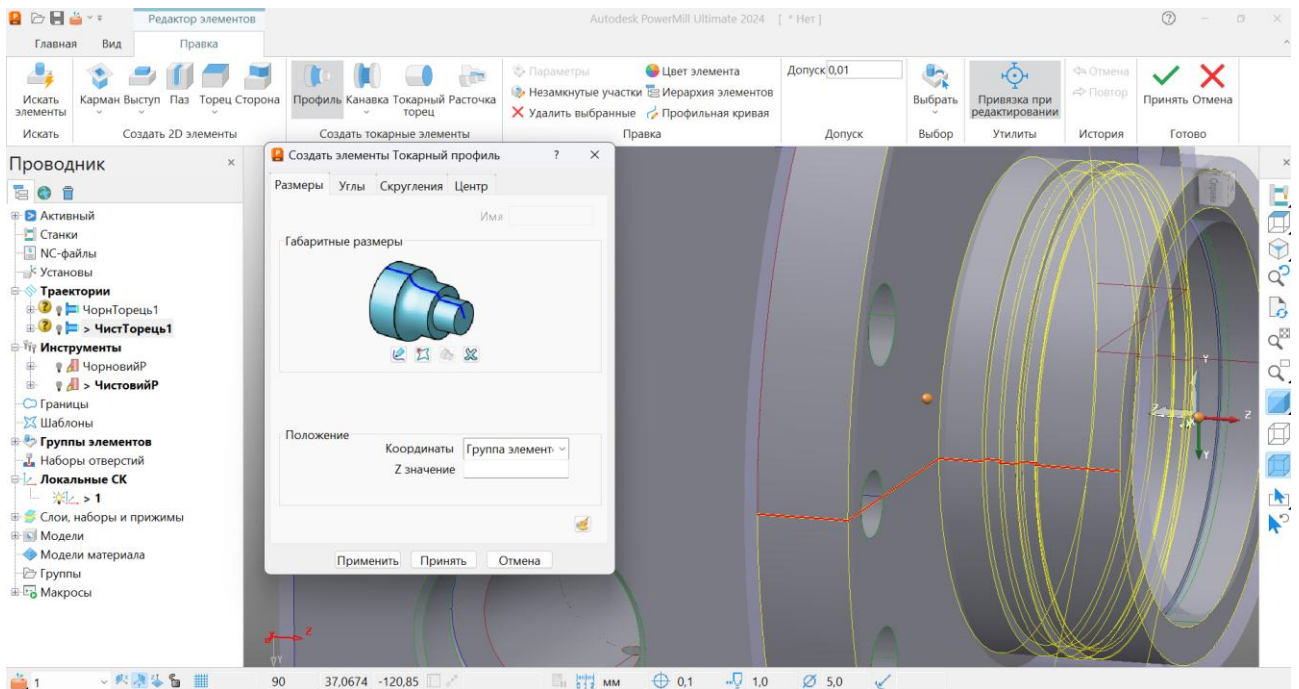 Редактор элементов
Autodesk PowerMill Ultimate 2024 [ * Нет ]
Главная Вид Правка
Искать элементы
Карман Выступ Паз Торец Сторона
Профиль Канавка Токарный торец Расточка
Параметры
Незамкнутые участки
Удалить выбранные
Цвет элемента
Иерархия элементов
Профильная кривая
Допуск 0,01
Выбрать
Привязка при редактировании
Отмена
Повтор
Принять Отмена
Искать Создать 2D элементы Создать токарные элементы Правка Допуск Выбор Утилиты История Готово
Проводник
Активный
Станки
NC-файлы
Установы
Траектории
ЧорнТорець1
> ЧистТорець1
Инструменты
ЧорновийР
> ЧистовийР
Границы
Шаблоны
Группы элементов
Наборы отверстий
Локальные СК
> 1
Слои, наборы и прижимы
Модели
Модели материала
Группы
Макросы
Создать элементы Токарный профиль ? ×
Размеры Углы Скругления Центр
Имя
Габаритные размеры
Положение
Координаты Группа элемент
Z значение
Применить Принять Отмена
Справа
Y
Z
Z
Y
Z
Y
1 90 37,0674 -120,85 мм 0,1 1,0 5,0